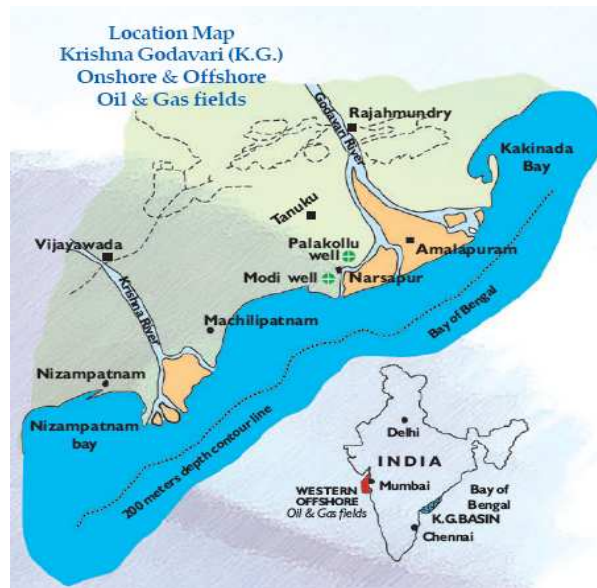 Location Map
Krishna Godavari (K.G.)
Onshore & Offshore
Oil & Gas fields
Godavari River
Rajahmundry
Kakinada
Bay
Tanuku
Palakollu
well
Amalapuram
Vijayawada
Modi well
Narsapur
Krishna River
Machilipatnam
Bay of Bengal
Nizampatnam
Nizampatnam
bay
200 meters depth contour line
Delhi
INDIA
Mumbai
WESTERN
OFFSHORE
Oil & Gas fields
Bay of
Bengal
K.G.BASIN
Chennai